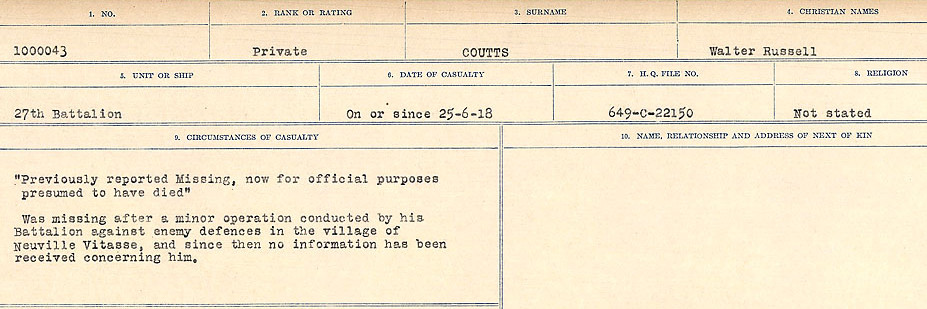 1. NO. 2. RANK OR RATING 3. SURNAME 4. CHRISTIAN NAMES
1000043 Private COUTTS Walter Russell
5. UNIT OR SHIP 6. DATE OF CASUALTY 7. H. Q. FILE NO. 8. RELIGION
27th Battalion On or since 25-6-18 649-C-22150 Not stated
9. CIRCUMSTANCES OF CASUALTY 10. NAME, RELATIONSHIP AND ADDRESS OF NEXT OF KIN
"Previously reported Missing, now for official purposes
presumed to have died"
Was missing after a minor operation conducted by his
Battalion against enemy defences in the village of
Neuville Vitasse, and since then no information has been
received concerning him.